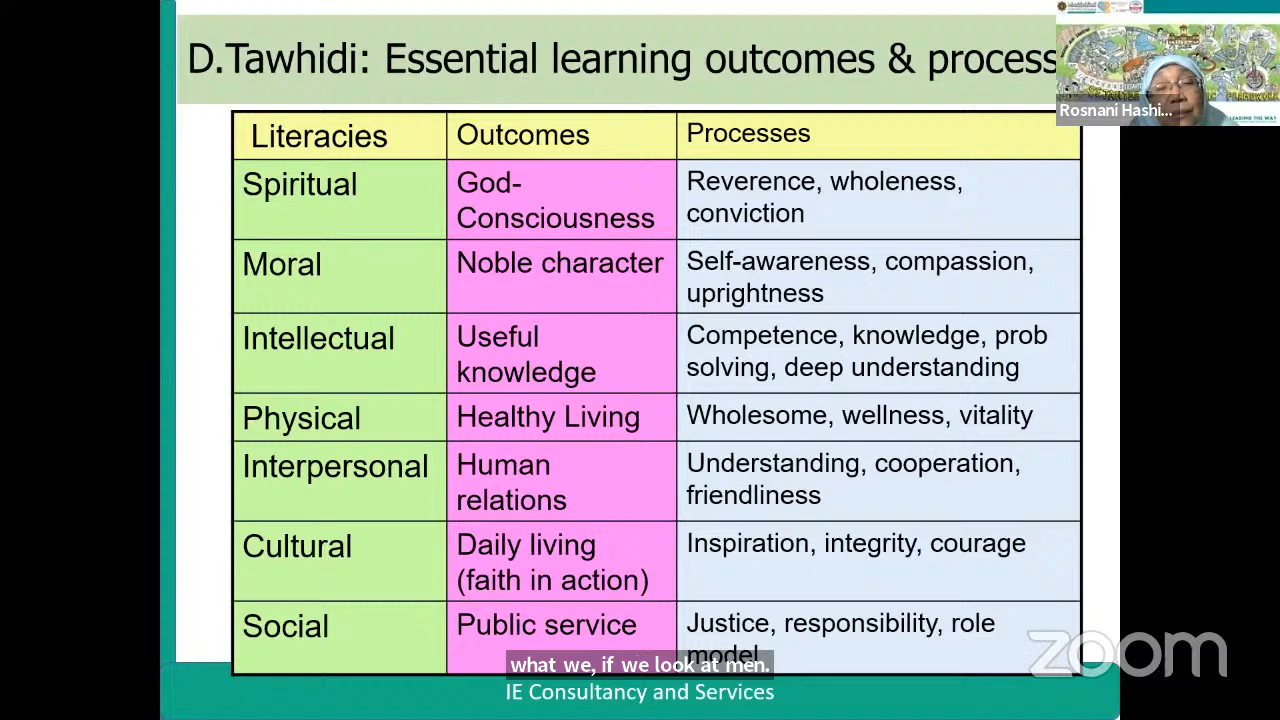 D.Tawhidi: Essential learning outcomes & process
Rosnani Hashi...
LEADING THE WAY
Literacies
Outcomes
Processes
Spiritual
God-
Consciousness
Reverence, wholeness,
conviction
Moral
Noble character
Self-awareness, compassion,
uprightness
Intellectual
Useful
knowledge
Competence, knowledge, prob
solving, deep understanding
Physical
Healthy Living
Wholesome, wellness, vitality
Interpersonal
Human
relations
Understanding, cooperation,
friendliness
Cultural
Daily living
(faith in action)
Inspiration, integrity, courage
Social
Public service
Justice, responsibility, role
model
what we, if we look at men.
IE Consultancy and Services
zoom